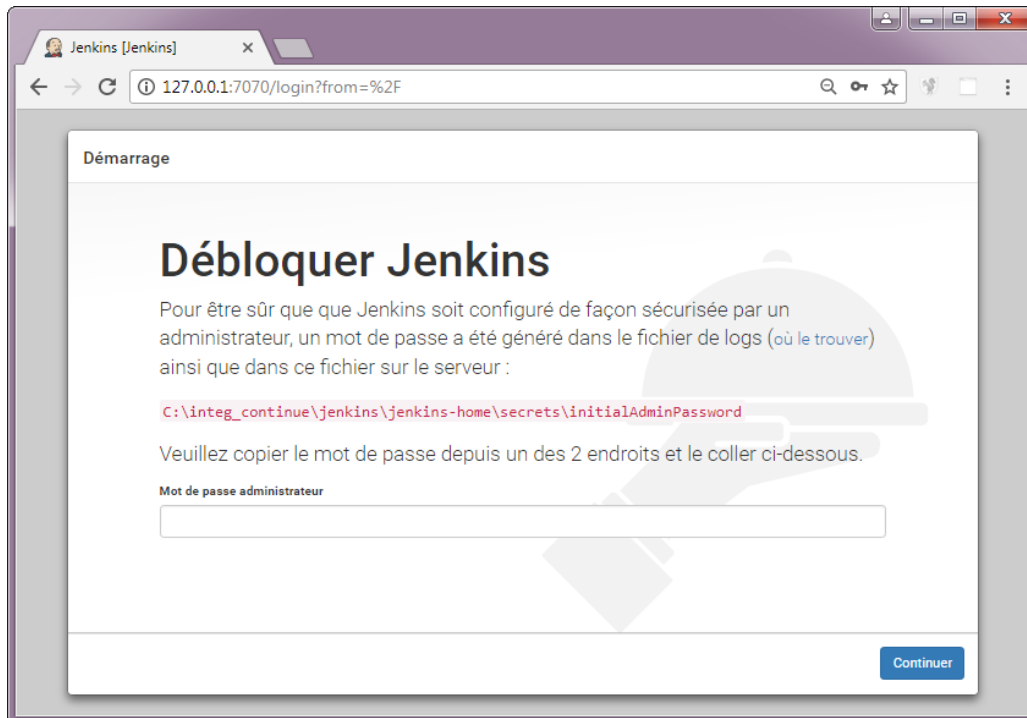 Jenkins [Jenkins]
127.0.0.1:7070/login?from=%2F
Démarrage
Débloquer Jenkins
Pour être sûr que que Jenkins soit configuré de façon sécurisée par un
administrateur, un mot de passe a été généré dans le fichier de logs (où le trouver)
ainsi que dans ce fichier sur le serveur :
C:\integ_continue\jenkins\jenkins-home\secrets\initialAdminPassword
Veuillez copier le mot de passe depuis un des 2 endroits et le coller ci-dessous.
Mot de passe administrateur
Continuer